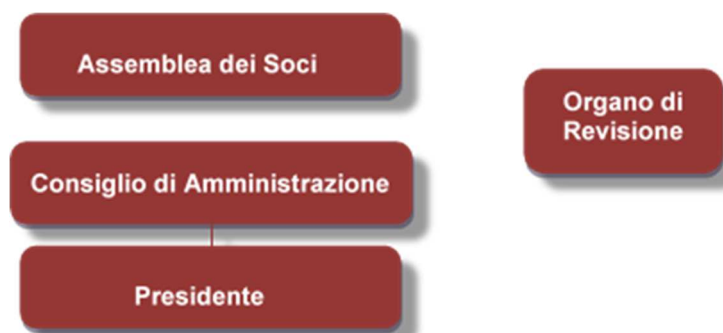 Assemblea dei Soci
Organo di
Revisione
Consiglio di Amministrazione
Presidente